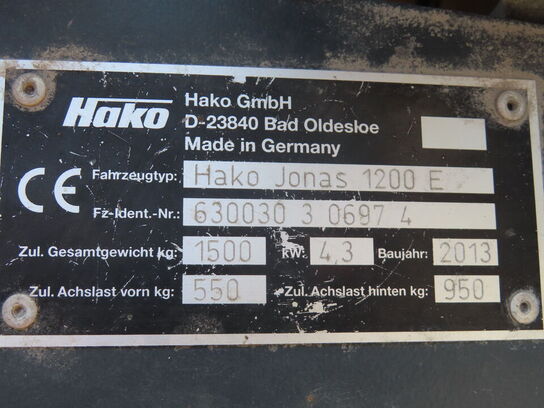 Hako
Hako GmbH
D-23840 Bad Oldesloe
Made in Germany
CE
Fahrzeugtyp: Hako Jonas 1200 E
Fz-Ident.-Nr.: 630030 3 0697 4
Zul. Gesamtgewicht kg: 1500 kW: 4,3 Baujahr: 2013
Zul. Achslast vorn kg: 550 Zul. Achslast hinten kg: 950